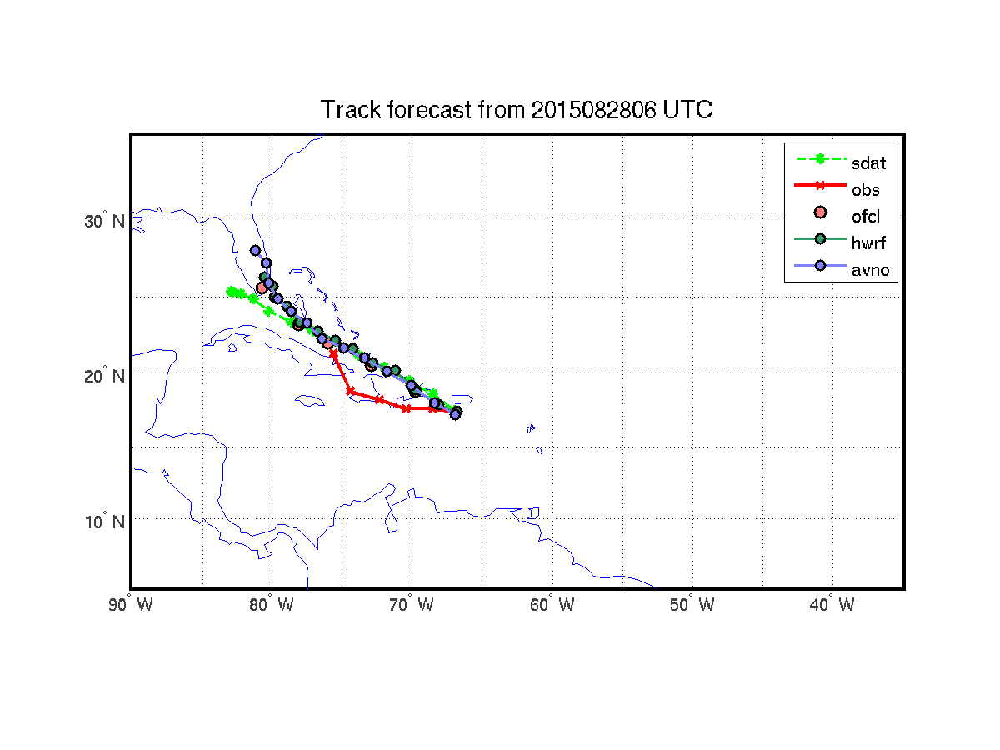 Track forecast from 2015082806 UTC
sdat
obs
ofcl
hwrf
avno
30° N
20° N
10° N
90° W 80° W 70° W 60° W 50° W 40° W